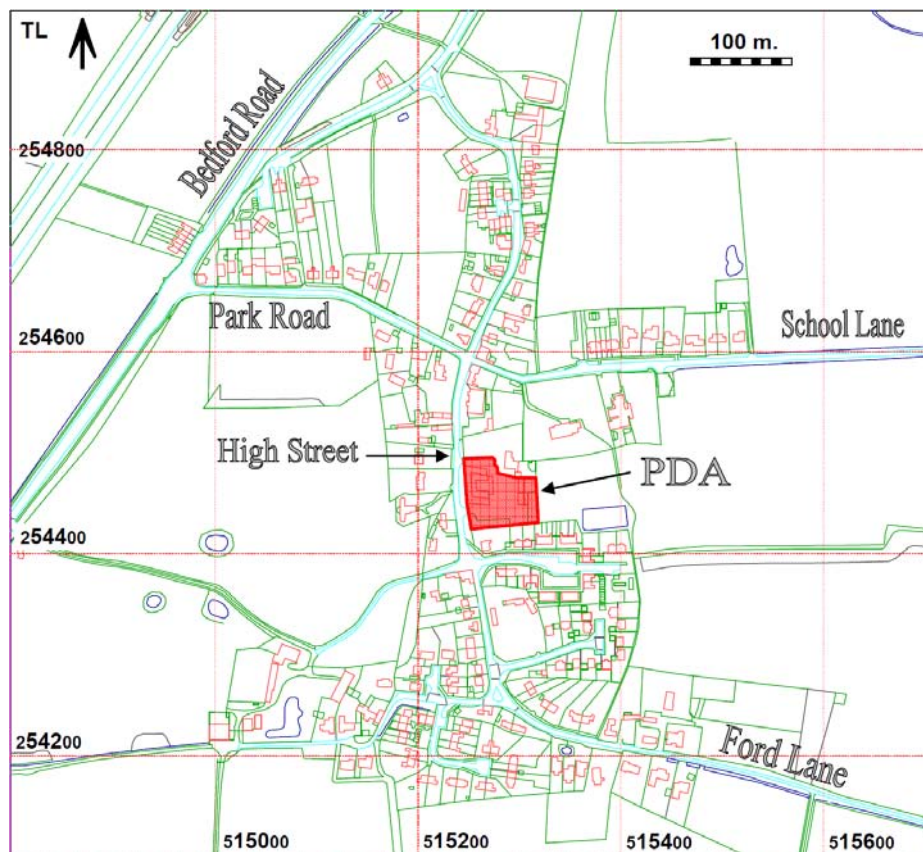 TL
100 m.
Bedford Road
254800
Park Road
School Lane
254600
High Street
PDA
254400
254200
Ford Lane
515000
515200
515400
515600